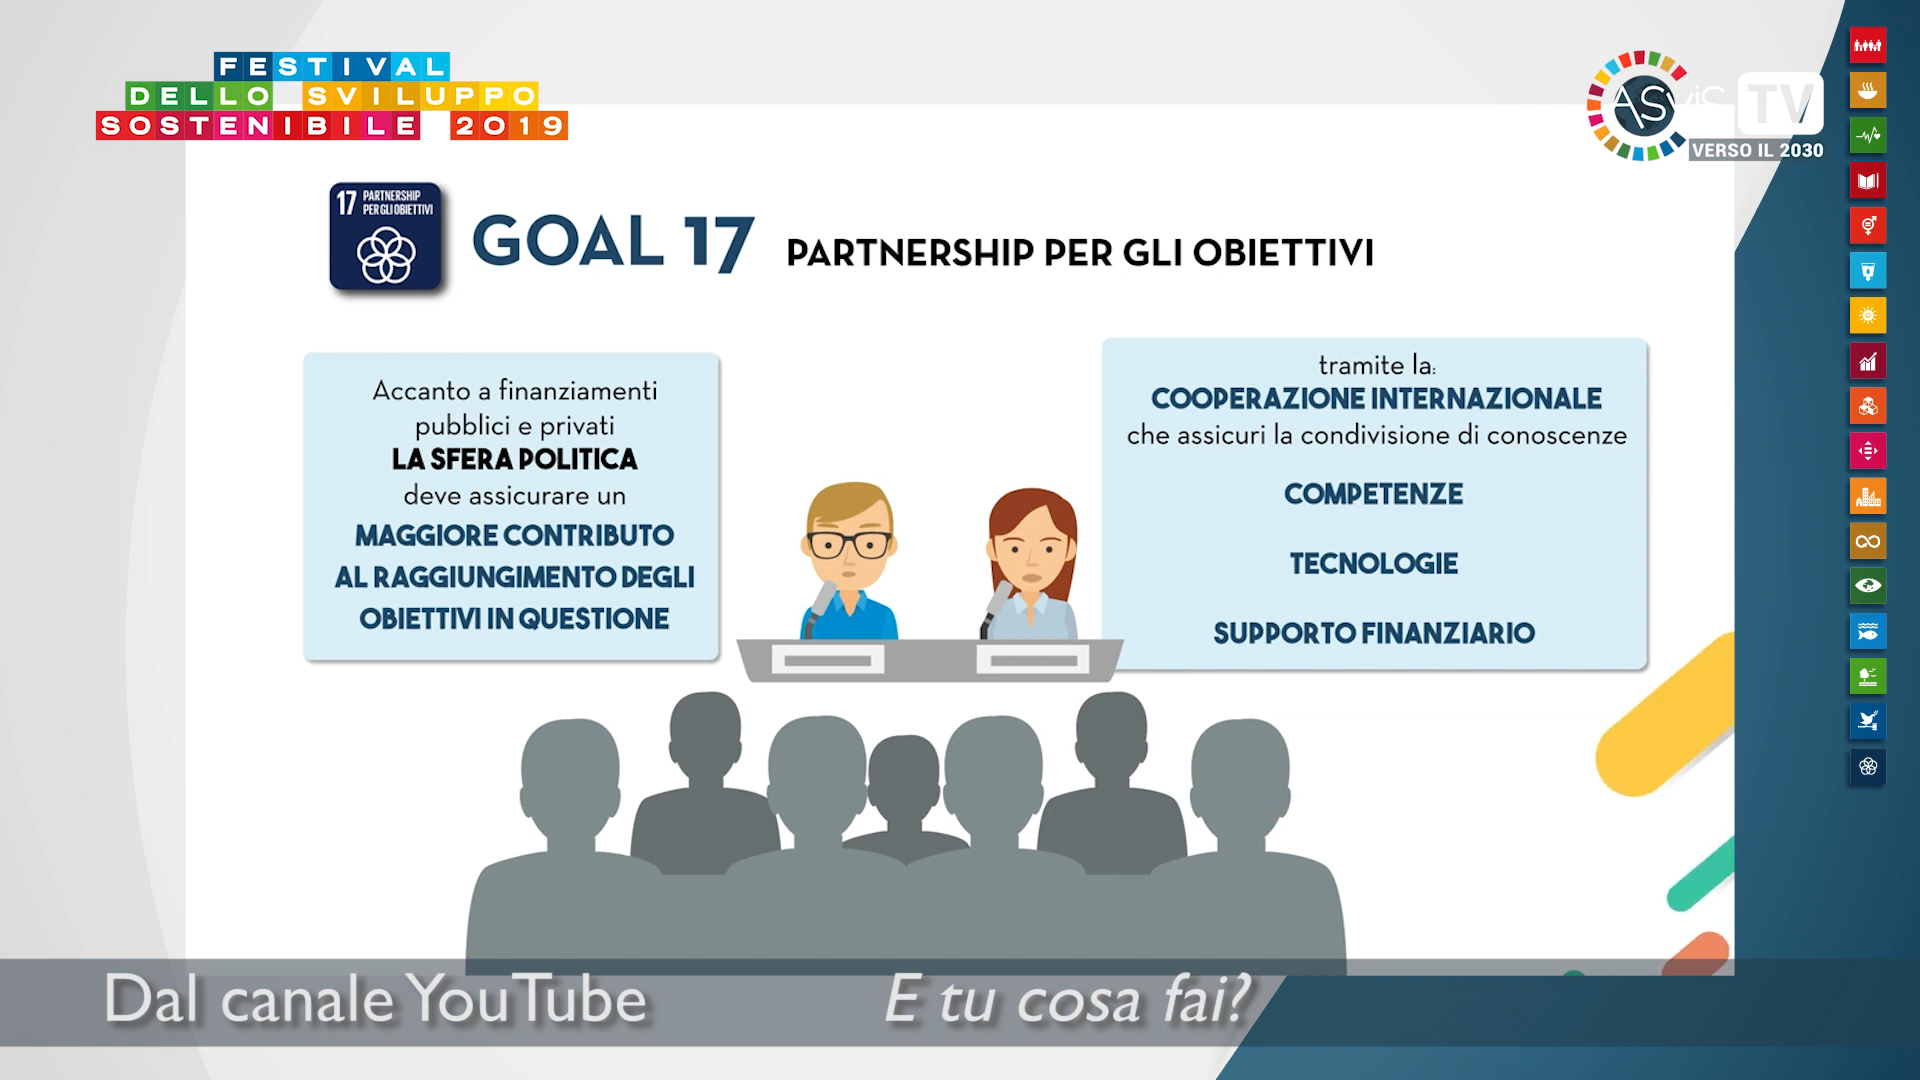 FESTIVAL
DELLO SVILUPPO
SOSTENIBILE 2019
ASviS TV
VERSO IL 2030
17 PARTNERSHIP
PER GLI OBIETTIVI
GOAL 17 PARTNERSHIP PER GLI OBIETTIVI
Accanto a finanziamenti
pubblici e privati
LA SFERA POLITICA
deve assicurare un
MAGGIORE CONTRIBUTO
AL RAGGIUNGIMENTO DEGLI
OBIETTIVI IN QUESTIONE
tramite la:
COOPERAZIONE INTERNAZIONALE
che assicuri la condivisione di conoscenze
COMPETENZE
TECNOLOGIE
SUPPORTO FINANZIARIO
Dal canale YouTube E tu cosa fai?